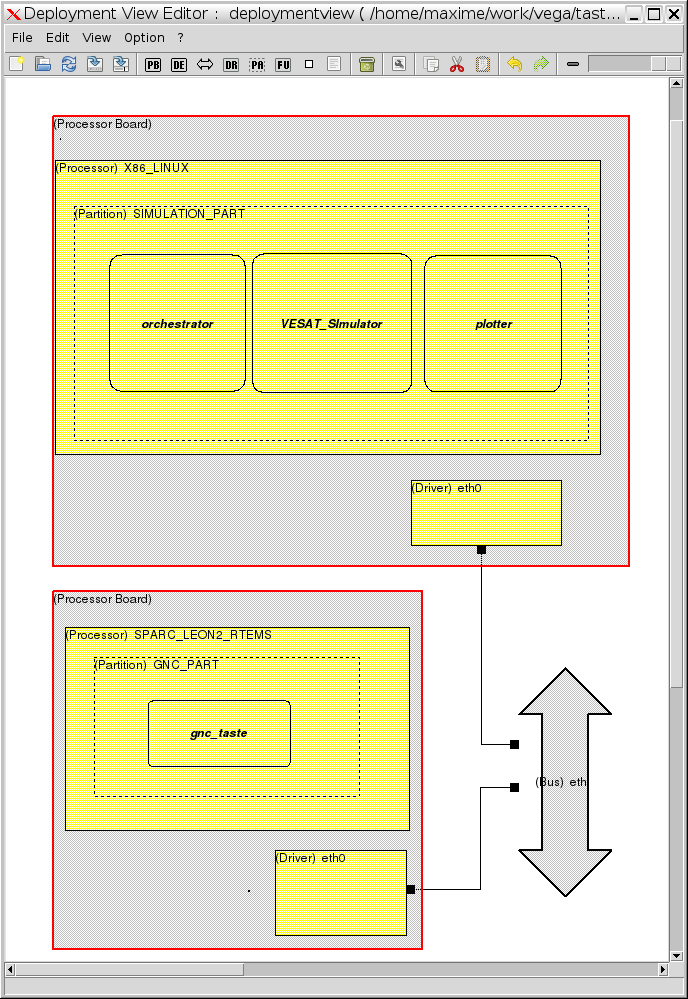 Deployment View Editor : deploymentview ( /home/maxime/work/vega/tast...
File Edit View Option ?
PB DE DR PA FU
(Processor Board)
(Processor) X86_LINUX
(Partition) SIMULATION_PART
orchestrator VESAT_SImulator plotter
(Driver) eth0
(Processor Board)
(Processor) SPARC_LEON2_RTEMS
(Partition) GNC_PART
gnc_taste
(Bus) eth
(Driver) eth0